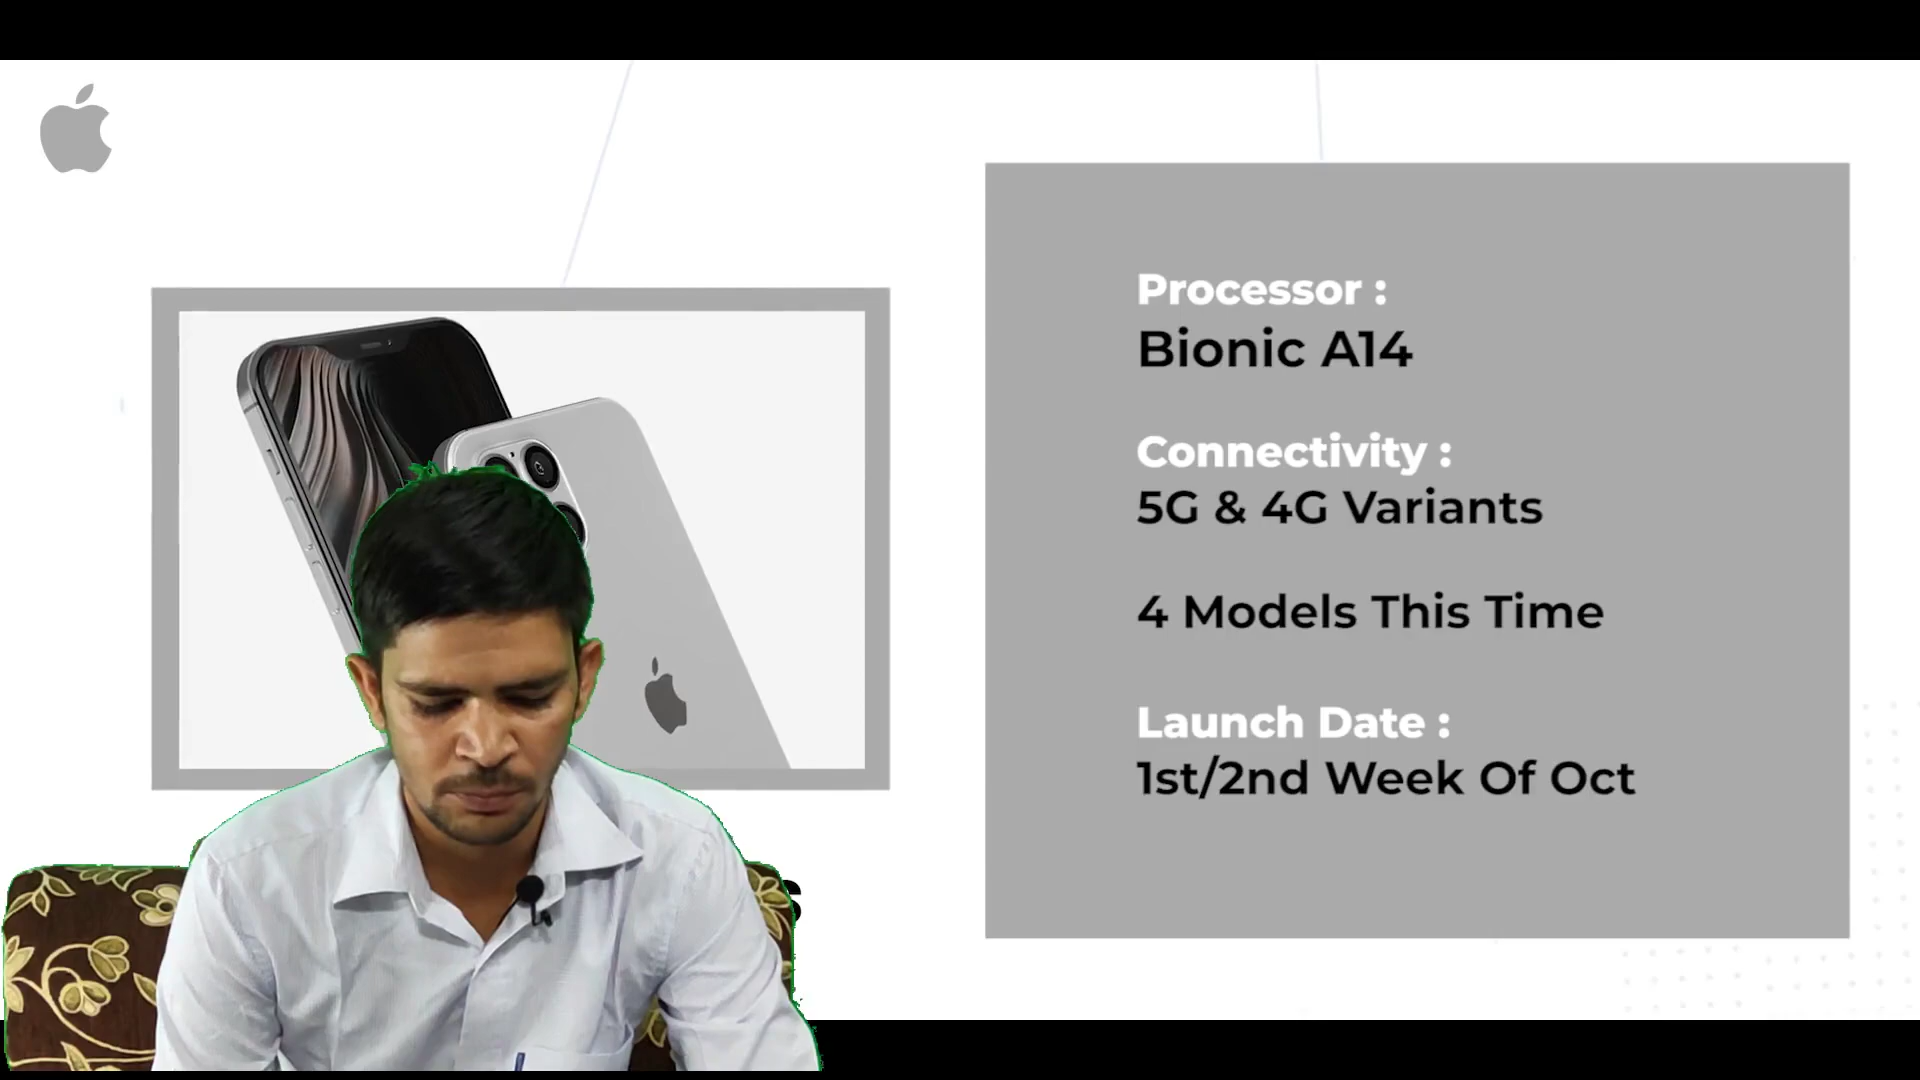 Processor :
Bionic A14
Connectivity :
5G & 4G Variants
4 Models This Time
Launch Date :
1st/2nd Week Of Oct